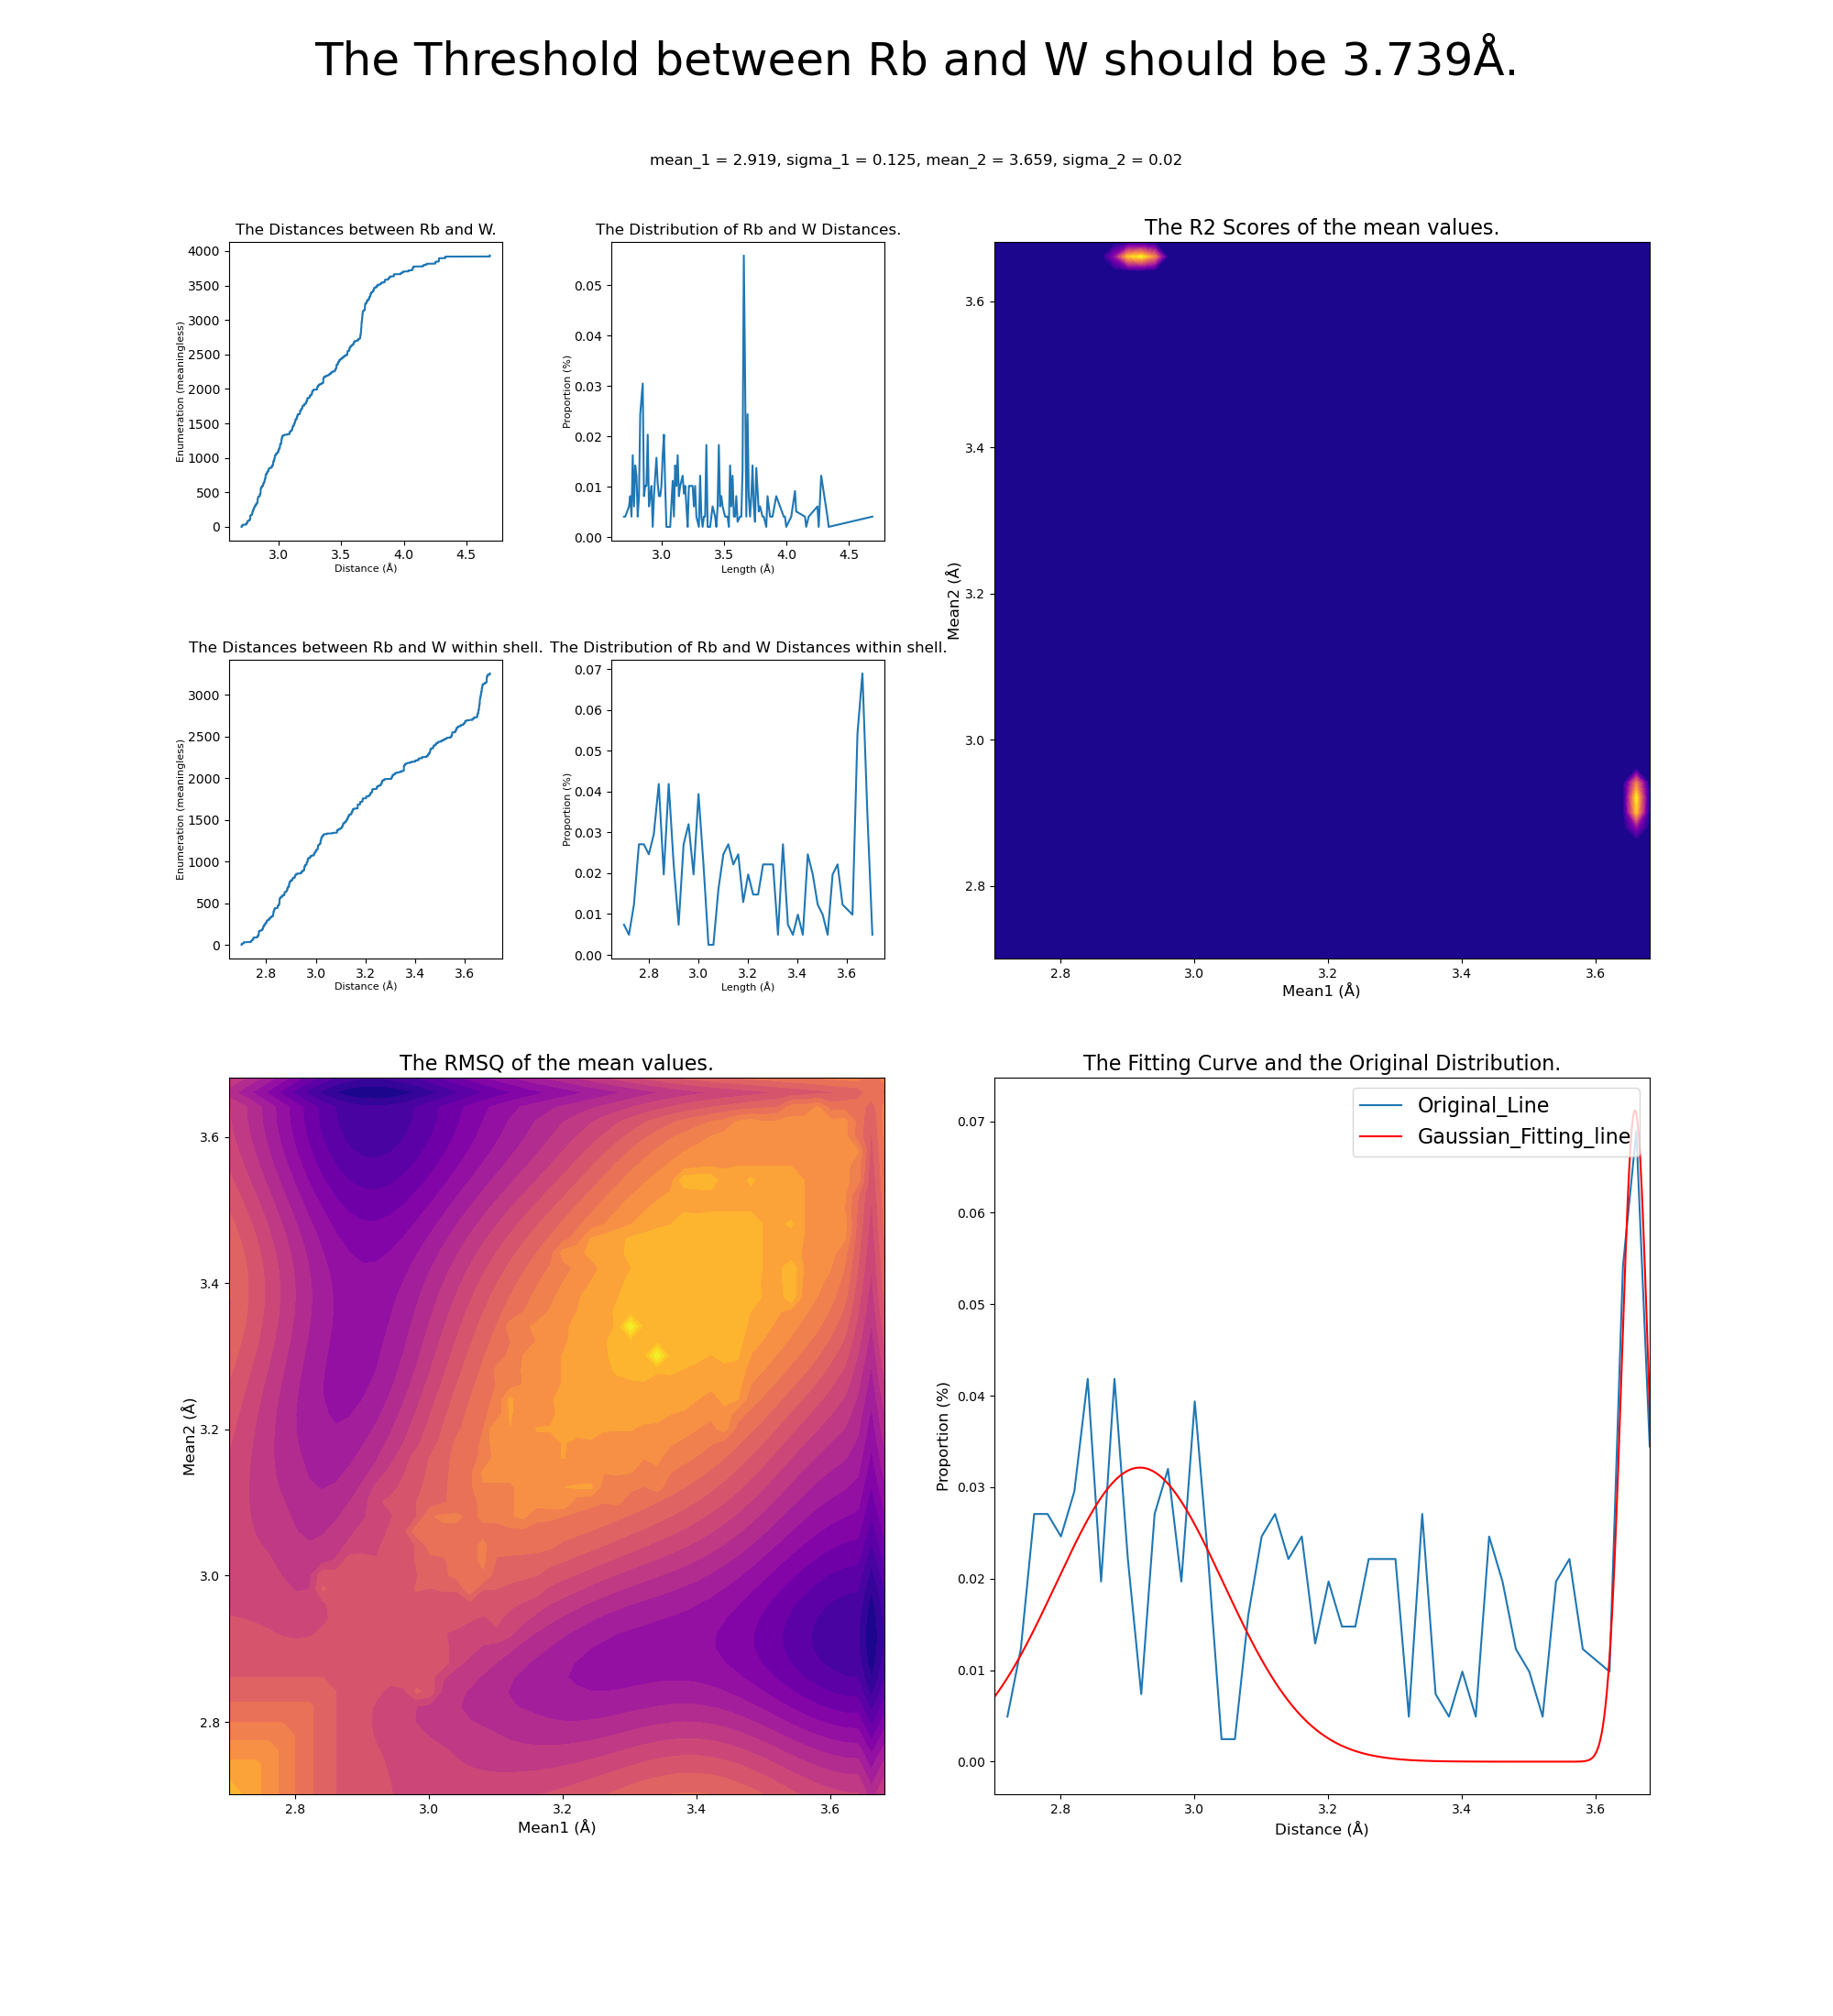 The Threshold between Rb and W should be 3.739Å.
mean_1 = 2.919, sigma_1 = 0.125, mean_2 = 3.659, sigma_2 = 0.02
The Distances between Rb and W.
4000
3500
3000
2500
2000
1500
1000
500
0
Enumeration (meaningless)
3.0 3.5 4.0 4.5
Distance (Å)
The Distribution of Rb and W Distances.
0.05
0.04
0.03
0.02
0.01
0.00
Proportion (%)
3.0 3.5 4.0 4.5
Length (Å)
The R2 Scores of the mean values.
3.6
3.4
3.2
3.0
2.8
Mean2 (Å)
2.8 3.0 3.2 3.4 3.6
Mean1 (Å)
The Distances between Rb and W within shell.
3000
2500
2000
1500
1000
500
0
Enumeration (meaningless)
2.8 3.0 3.2 3.4 3.6
Distance (Å)
The Distribution of Rb and W Distances within shell.
0.07
0.06
0.05
0.04
0.03
0.02
0.01
0.00
Proportion (%)
2.8 3.0 3.2 3.4 3.6
Length (Å)
The RMSQ of the mean values.
3.6
3.4
3.2
3.0
2.8
Mean2 (Å)
2.8 3.0 3.2 3.4 3.6
Mean1 (Å)
The Fitting Curve and the Original Distribution.
Original_Line
Gaussian_Fitting_line
0.07
0.06
0.05
0.04
0.03
0.02
0.01
0.00
Proportion (%)
2.8 3.0 3.2 3.4 3.6
Distance (Å)